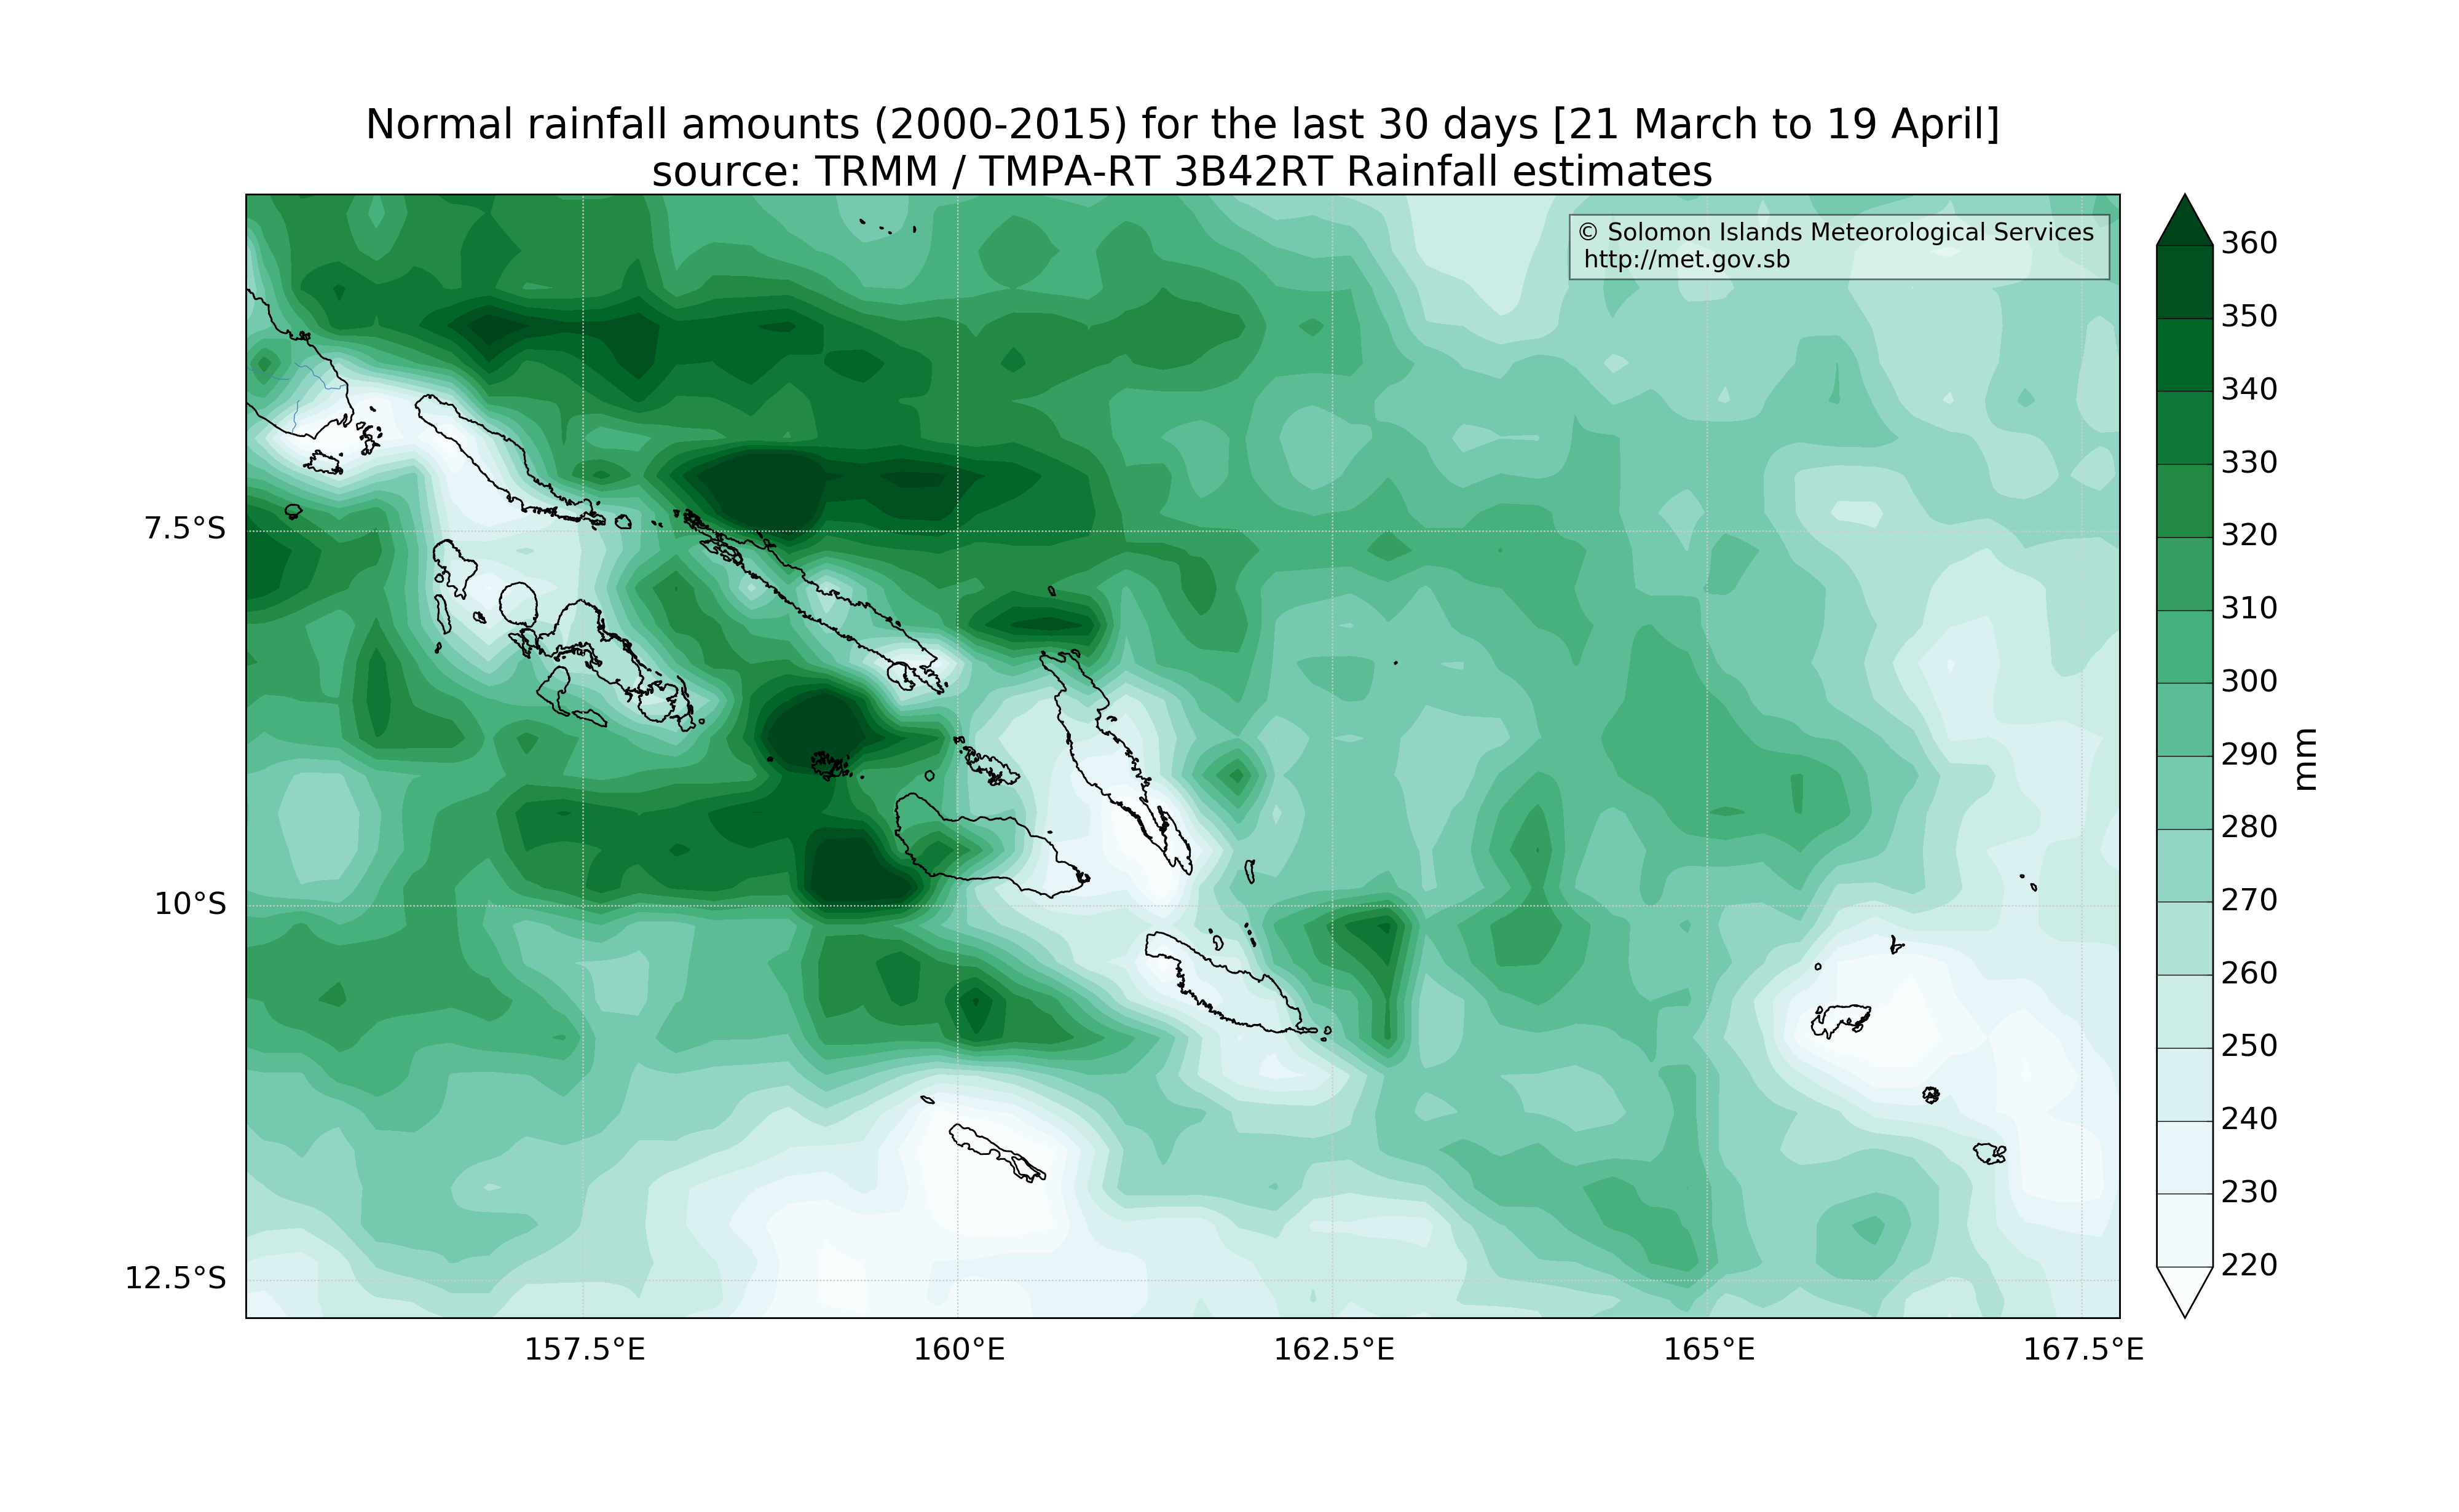 Normal rainfall amounts (2000-2015) for the last 30 days [21 March to 19 April]
source: TRMM / TMPA-RT 3B42RT Rainfall estimates
© Solomon Islands Meteorological Services
http://met.gov.sb
360
350
340
330
320
310
300
290
280
270
260
250
240
230
220
mm
7.5°S
10°S
12.5°S
157.5°E
160°E
162.5°E
165°E
167.5°E